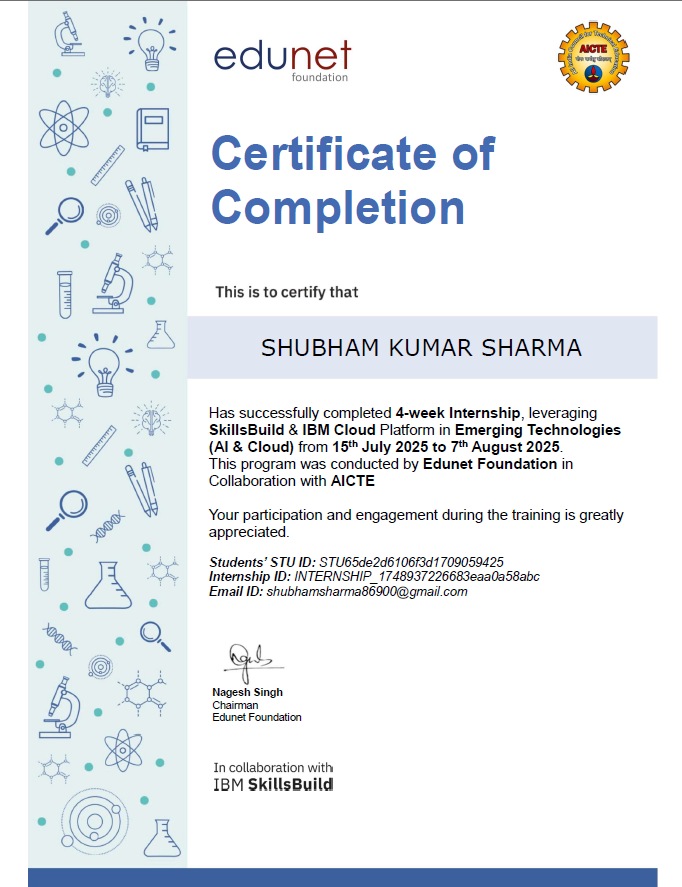 edunet
foundation
AICTE
Certificate of
Completion
This is to certify that
SHUBHAM KUMAR SHARMA
Has successfully completed 4-week Internship, leveraging
SkillsBuild & IBM Cloud Platform in Emerging Technologies
(AI & Cloud) from 15th July 2025 to 7th August 2025.
This program was conducted by Edunet Foundation in
Collaboration with AICTE
Your participation and engagement during the training is greatly
appreciated.
Students' STU ID: STU65de2d6106f3d1709059425
Internship ID: INTERNSHIP_1748937226683eaa0a58abc
Email ID: shubhamsharma86900@gmail.com
Nagesh Singh
Chairman
Edunet Foundation
In collaboration with
IBM SkillsBuild